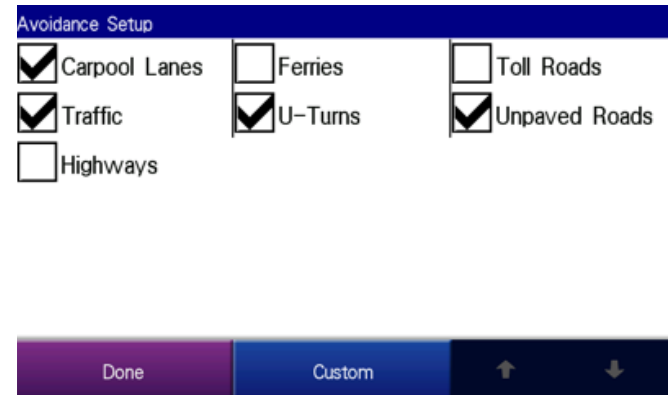 Avoidance Setup
Carpool Lanes Ferries Toll Roads
Traffic U-Turns Unpaved Roads
Highways
Done Custom